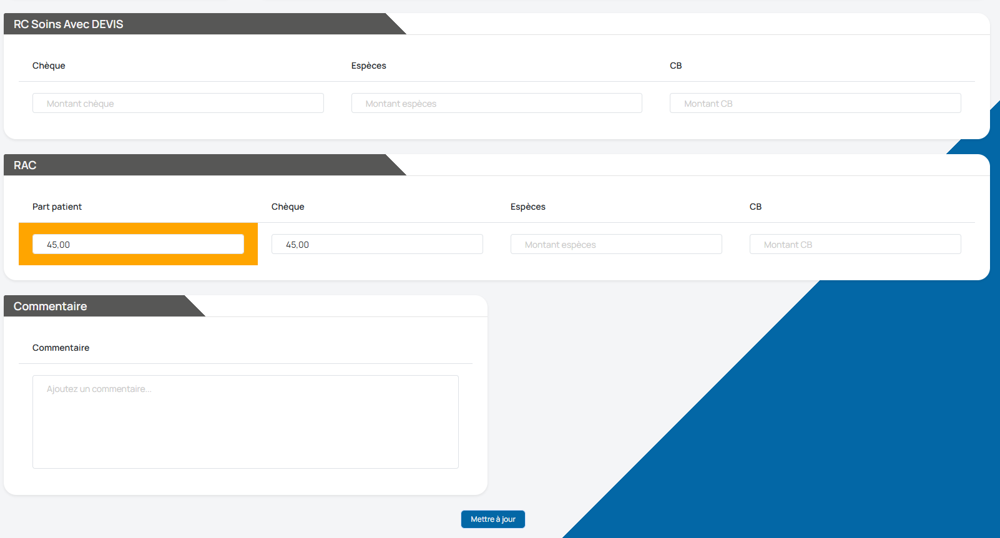 RC Soins Avec DEVIS
Chèque Espèces CB
Montant chèque Montant espèces Montant CB
RAC
Part patient Chèque Espèces CB
45,00 45,00 Montant espèces Montant CB
Commentaire
Commentaire
Ajoutez un commentaire...
Mettre à jour